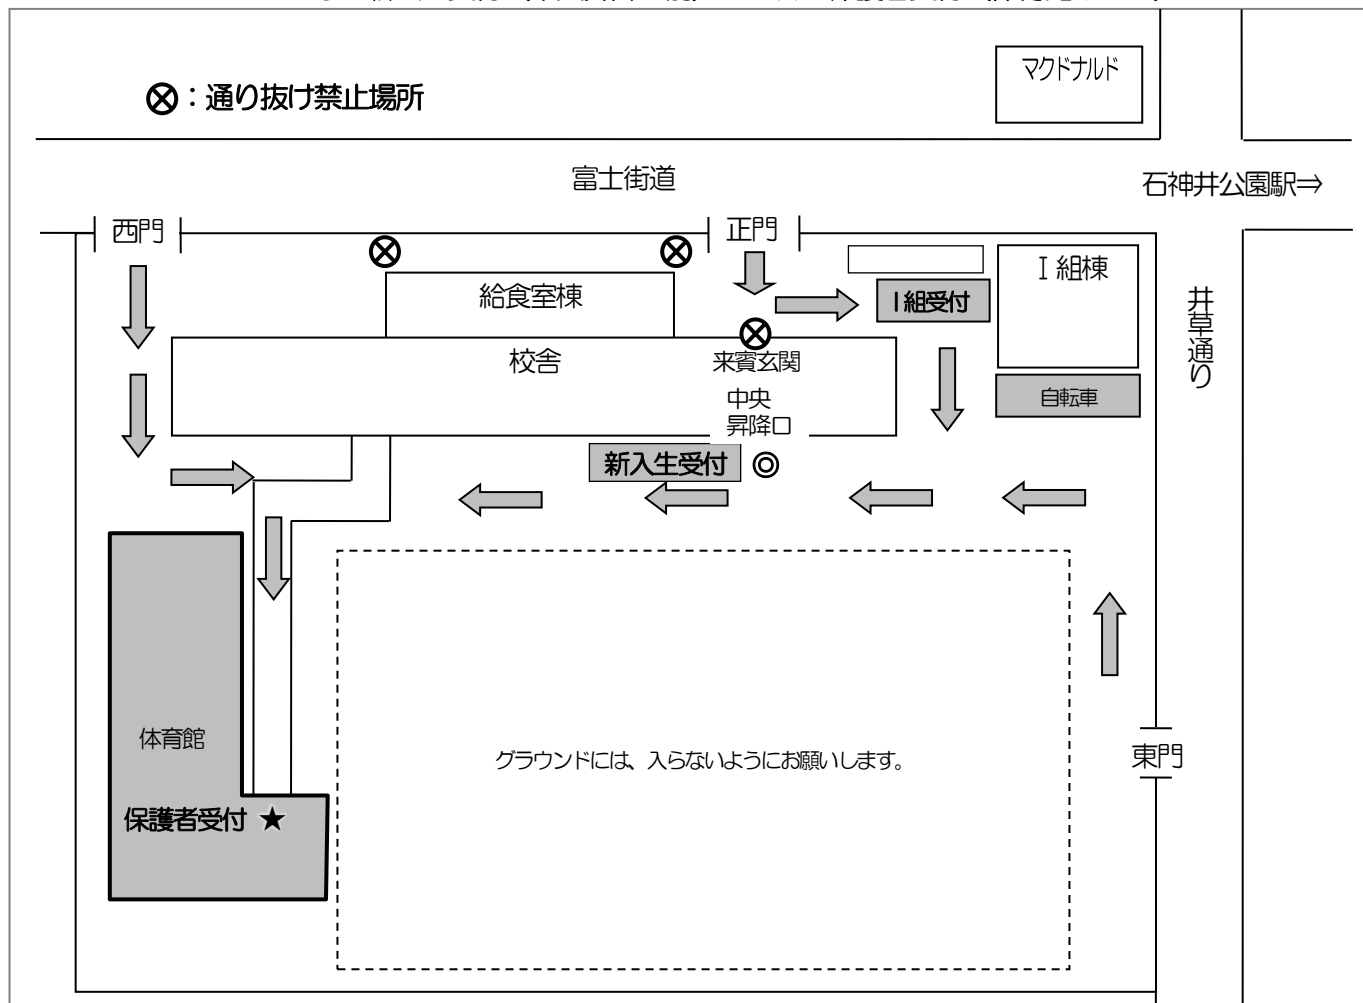 マクドナルド
⊗：通り抜け禁止場所
富士街道
石神井公園駅⇒
西門
正門
Ⅰ組棟
給食室棟
Ⅰ組受付
井草通り
校舎
来賓玄関
自転車
中央
昇降口
新入生受付 ◎
体育館
グラウンドには、入らないようにお願いします。
東門
保護者受付 ★